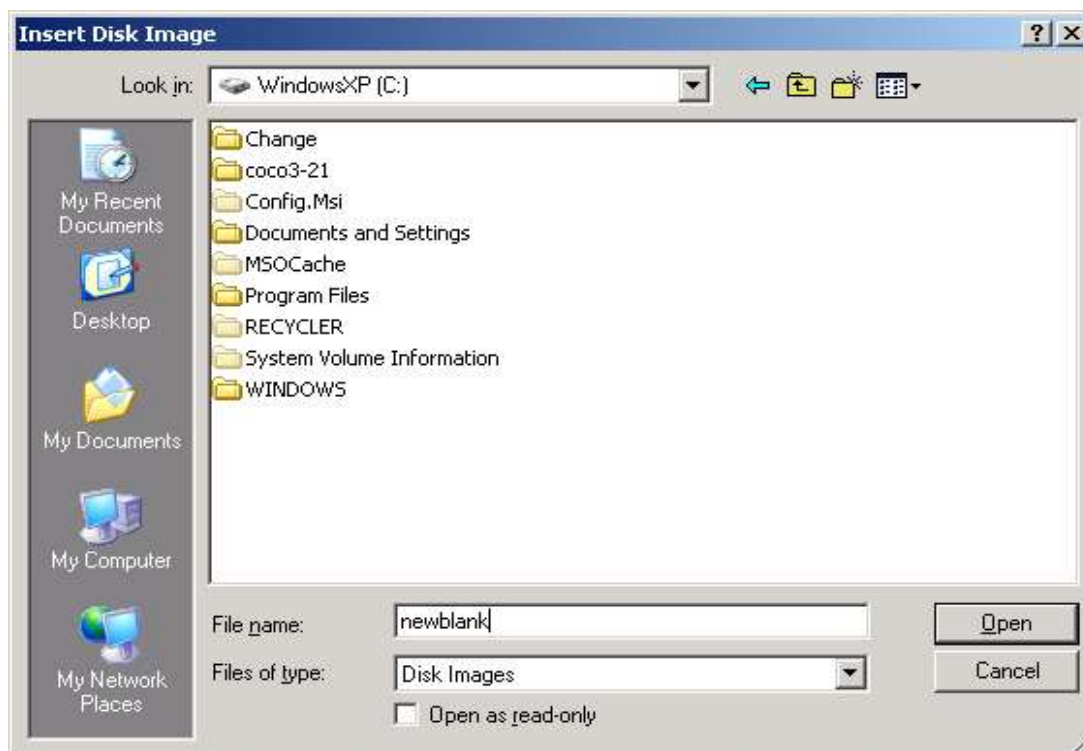 Insert Disk Image
Look in: WindowsXP (C:)
My Recent
Documents
Desktop
My Documents
My Computer
My Network
Places
Change
coco3-21
Config.Msi
Documents and Settings
MSOCache
Program Files
RECYCLER
System Volume Information
WINDOWS
File name: newblank Open
Files of type: Disk Images Cancel
Open as read-only